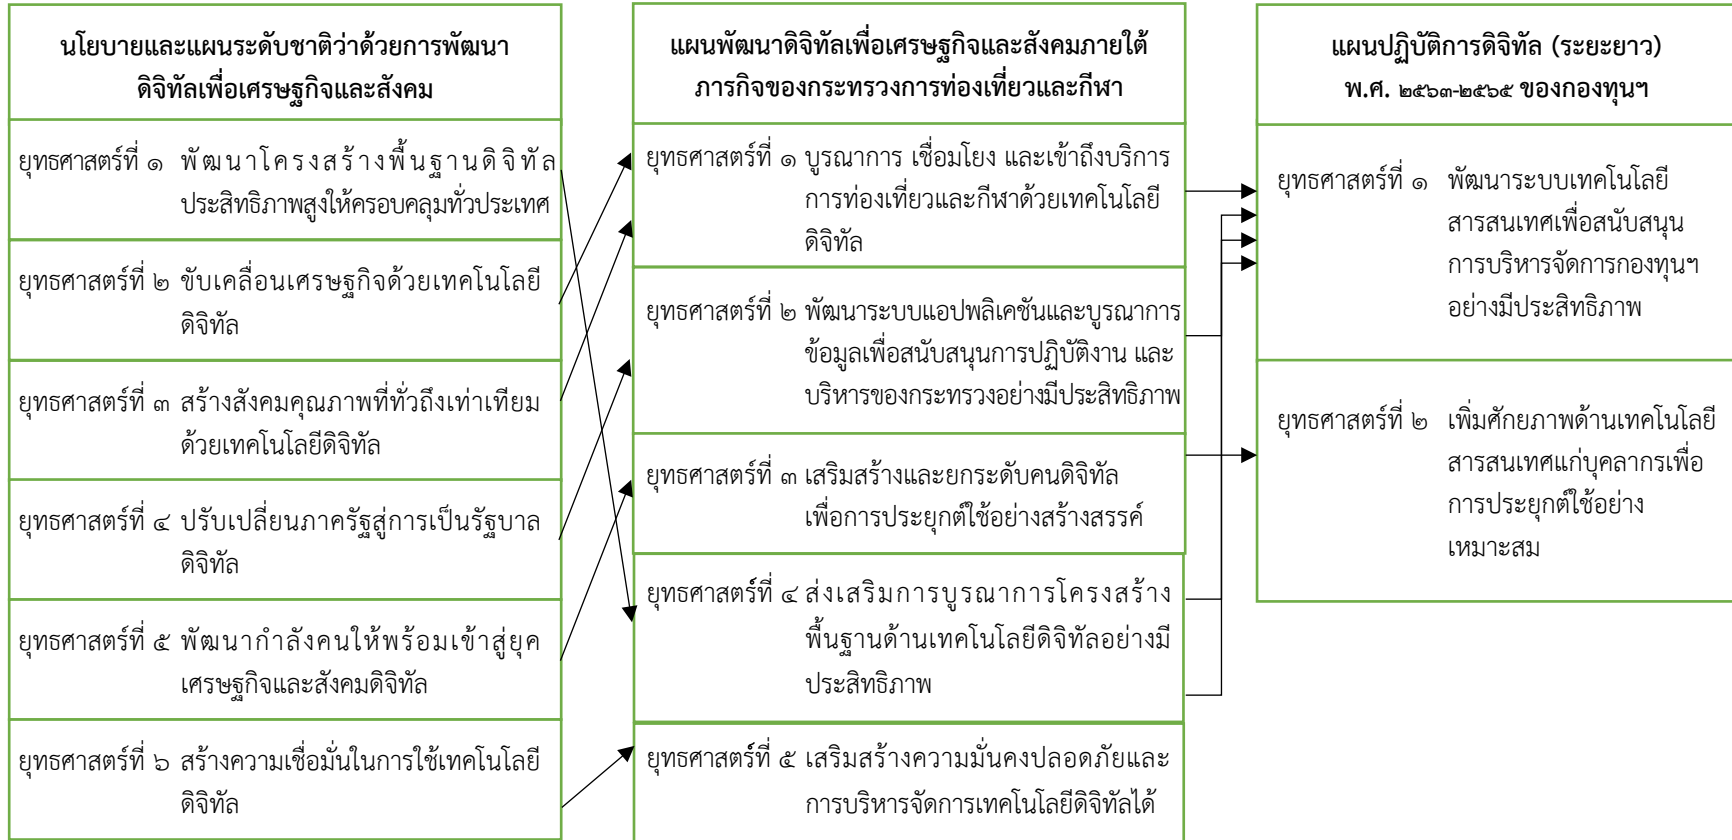 นโยบายและแผนระดับชาติว่าด้วยการพัฒนา
ดิจิทัลเพื่อเศรษฐกิจและสังคม
ยุทธศาสตร์ที่ ๑ พัฒนาโครงสร้างพื้นฐานดิจิทัล
ประสิทธิภาพสูงให้ครอบคลุมทั่วประเทศ
ยุทธศาสตร์ที่ ๒ ขับเคลื่อนเศรษฐกิจด้วยเทคโนโลยี
ดิจิทัล
ยุทธศาสตร์ที่ ๓ สร้างสังคมคุณภาพที่ทั่วถึงเท่าเทียม
ด้วยเทคโนโลยีดิจิทัล
ยุทธศาสตร์ที่ ๔ ปรับเปลี่ยนภาครัฐสู่การเป็นรัฐบาล
ดิจิทัล
ยุทธศาสตร์ที่ ๕ พัฒนากำลังคนให้พร้อมเข้าสู่ยุค
เศรษฐกิจและสังคมดิจิทัล
ยุทธศาสตร์ที่ ๖ สร้างความเชื่อมั่นในการใช้เทคโนโลยี
ดิจิทัล
แผนพัฒนาดิจิทัลเพื่อเศรษฐกิจและสังคมภายใต้
ภารกิจของกระทรวงการท่องเที่ยวและกีฬา
ยุทธศาสตร์ที่ ๑ บูรณาการ เชื่อมโยง และเข้าถึงบริการ
การท่องเที่ยวและกีฬาด้วยเทคโนโลยี
ดิจิทัล
ยุทธศาสตร์ที่ ๒ พัฒนาระบบแอปพลิเคชันและบูรณาการ
ข้อมูลเพื่อสนับสนุนการปฏิบัติงาน และ
บริหารของกระทรวงอย่างมีประสิทธิภาพ
ยุทธศาสตร์ที่ ๓ เสริมสร้างและยกระดับคนดิจิทัล
เพื่อการประยุกต์ใช้อย่างสร้างสรรค์
ยุทธศาสตร์ที่ ๔ ส่งเสริมการบูรณาการโครงสร้าง
พื้นฐานด้านเทคโนโลยีดิจิทัลอย่างมี
ประสิทธิภาพ
ยุทธศาสตร์ที่ ๕ เสริมสร้างความมั่นคงปลอดภัยและ
การบริหารจัดการเทคโนโลยีดิจิทัลได้
แผนปฏิบัติการดิจิทัล (ระยะยาว)
พ.ศ. ๒๕๖๓-๒๕๖๕ ของกองทุนฯ
ยุทธศาสตร์ที่ ๑ พัฒนาระบบเทคโนโลยี
สารสนเทศเพื่อสนับสนุน
การบริหารจัดการกองทุนฯ
อย่างมีประสิทธิภาพ
ยุทธศาสตร์ที่ ๒ เพิ่มศักยภาพด้านเทคโนโลยี
สารสนเทศแก่บุคลากรเพื่อ
การประยุกต์ใช้อย่าง
เหมาะสม